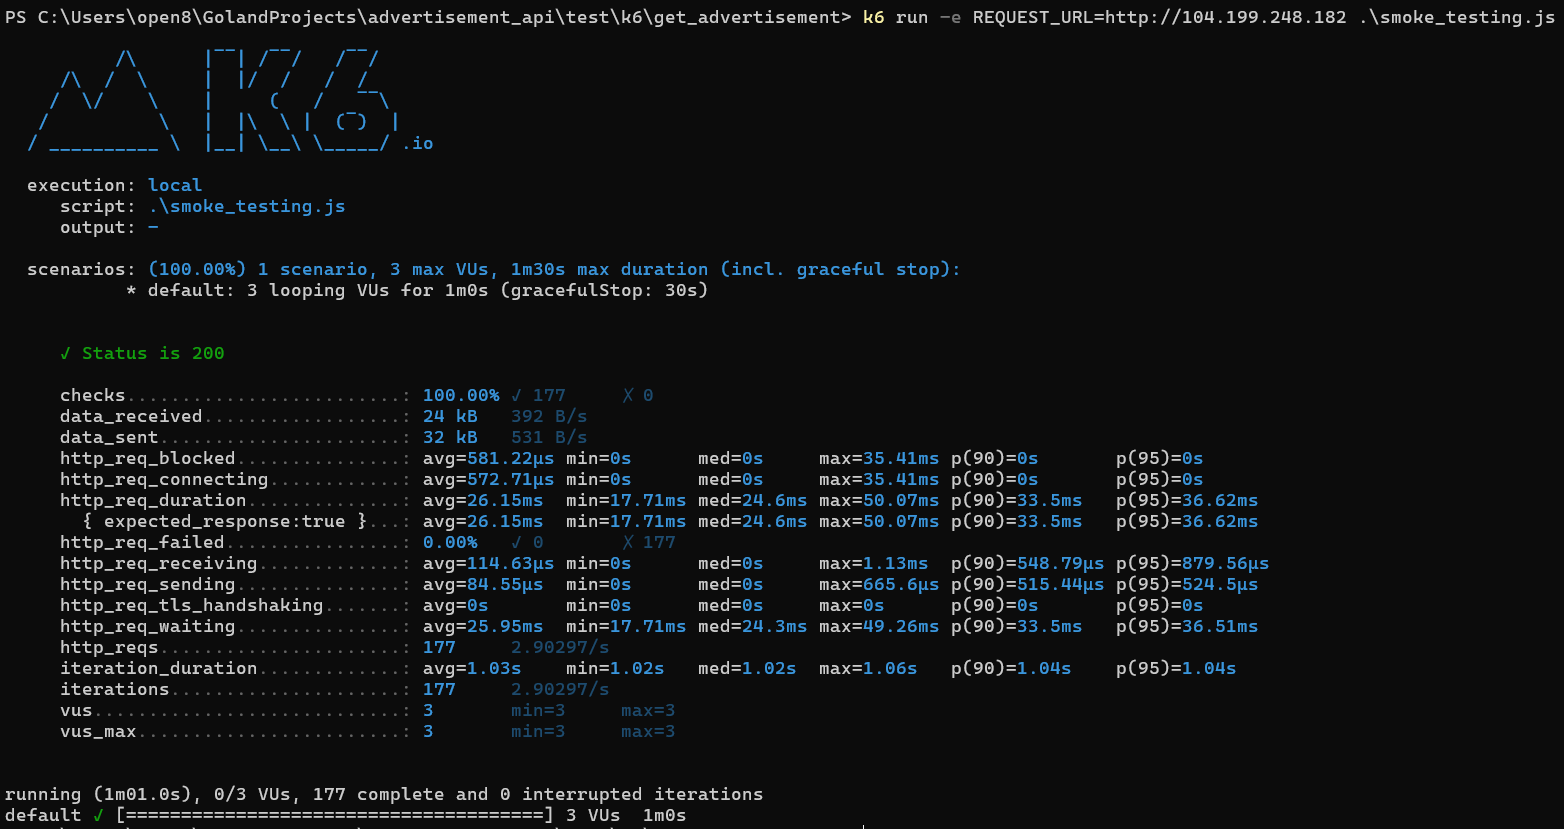 PS C:\Users\open8\GolandProjects\advertisement_api\test\k6\get_advertisement> k6 run -e REQUEST_URL=http://104.199.248.182 .\smoke_testing.js
K6 .io
execution: local
script: .\smoke_testing.js
output: -
scenarios: (100.00%) 1 scenario, 3 max VUs, 1m30s max duration (incl. graceful stop):
* default: 3 looping VUs for 1m0s (gracefulStop: 30s)
✓ Status is 200
checks.........................: 100.00% ✓ 177 ✗ 0
data_received..................: 24 kB 392 B/s
data_sent......................: 32 kB 531 B/s
http_req_blocked...............: avg=581.22µs min=0s med=0s max=35.41ms p(90)=0s p(95)=0s
http_req_connecting............: avg=572.71µs min=0s med=0s max=35.41ms p(90)=0s p(95)=0s
http_req_duration..............: avg=26.15ms min=17.71ms med=24.6ms max=50.07ms p(90)=33.5ms p(95)=36.62ms
{ expected_response:true }...: avg=26.15ms min=17.71ms med=24.6ms max=50.07ms p(90)=33.5ms p(95)=36.62ms
http_req_failed................: 0.00% ✓ 0 ✗ 177
http_req_receiving.............: avg=114.63µs min=0s med=0s max=1.13ms p(90)=548.79µs p(95)=879.56µs
http_req_sending...............: avg=84.55µs min=0s med=0s max=665.6µs p(90)=515.44µs p(95)=524.5µs
http_req_tls_handshaking.......: avg=0s min=0s med=0s max=0s p(90)=0s p(95)=0s
http_req_waiting...............: avg=25.95ms min=17.71ms med=24.3ms max=49.26ms p(90)=33.5ms p(95)=36.51ms
http_reqs......................: 177 2.90297/s
iteration_duration.............: avg=1.03s min=1.02s med=1.02s max=1.06s p(90)=1.04s p(95)=1.04s
iterations.....................: 177 2.90297/s
vus............................: 3 min=3 max=3
vus_max........................: 3 min=3 max=3
running (1m01.0s), 0/3 VUs, 177 complete and 0 interrupted iterations
default ✓ [======================================] 3 VUs 1m0s